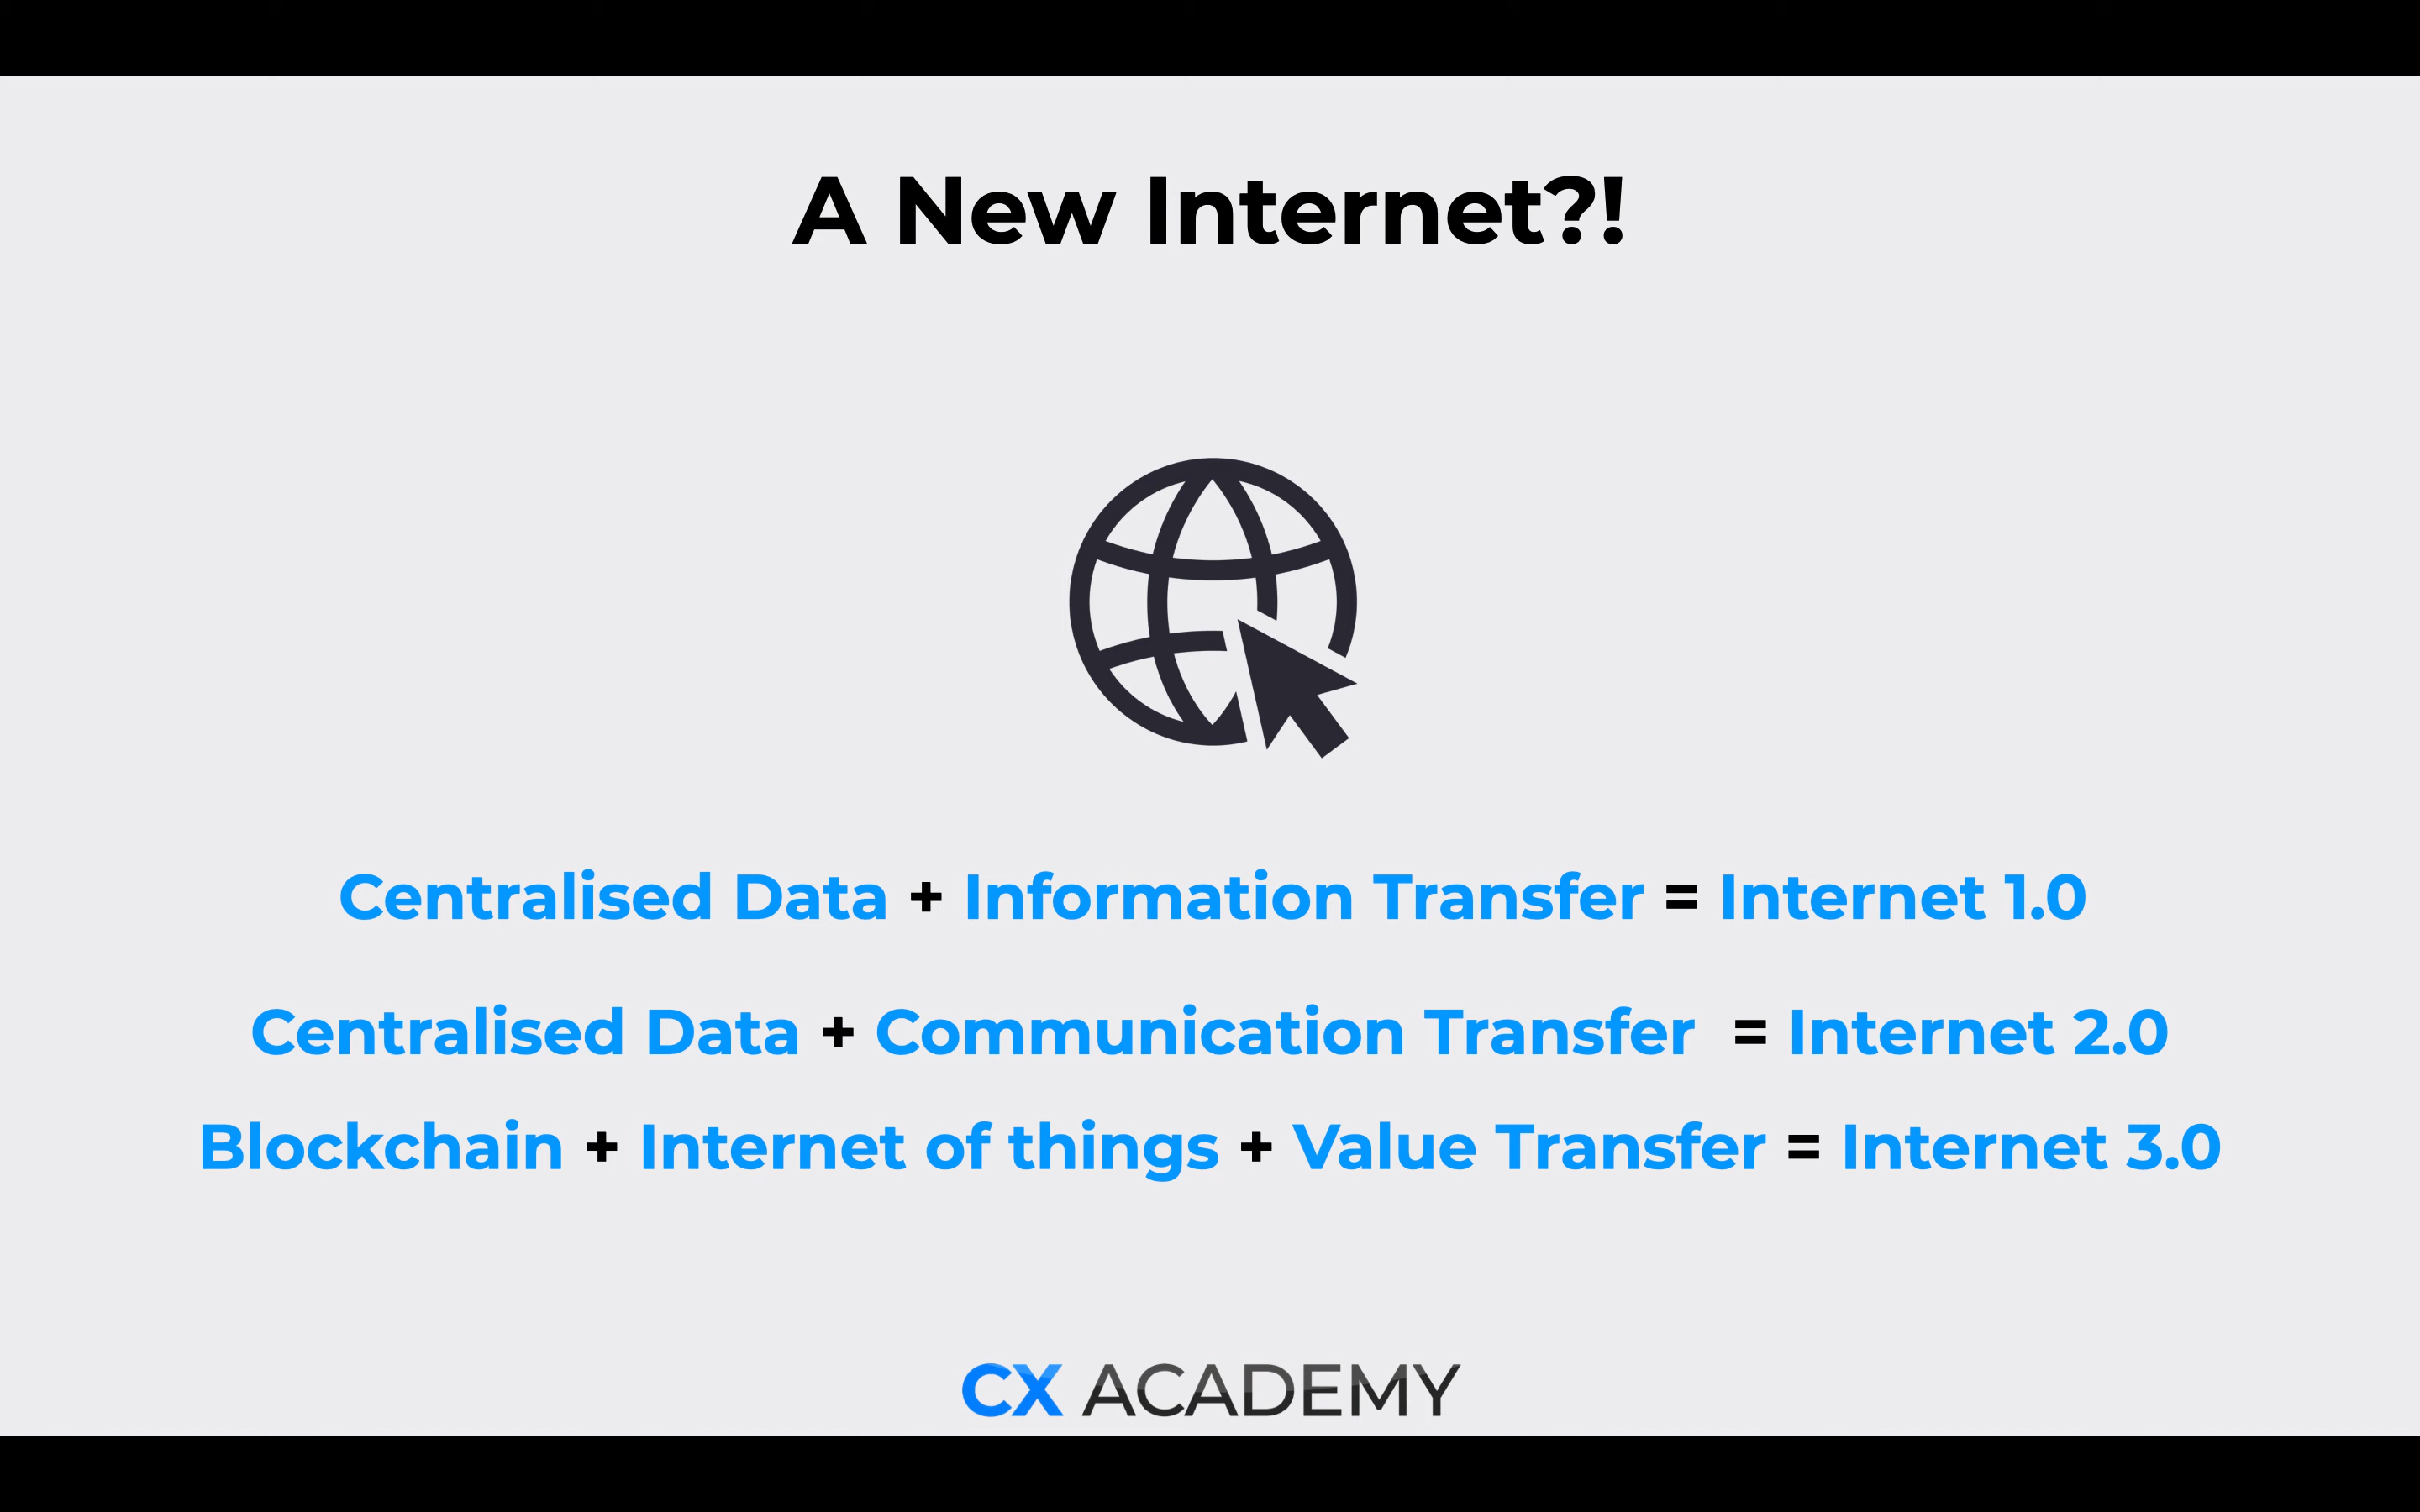 A New Internet?!
Centralised Data + Information Transfer = Internet 1.0
Centralised Data + Communication Transfer = Internet 2.0
Blockchain + Internet of things + Value Transfer = Internet 3.0
CX ACADEMY